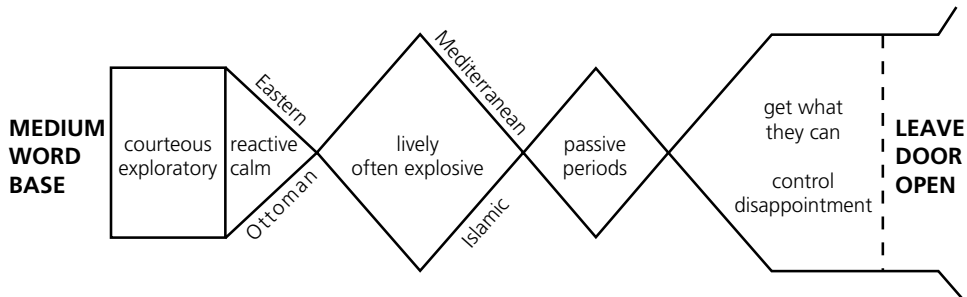 MEDIUM
WORD
BASE
courteous
exploratory
Eastern
reactive
calm
Ottoman
lively
often explosive
Mediterranean
Islamic
passive
periods
get what
they can
control
disappointment
LEAVE
DOOR
OPEN